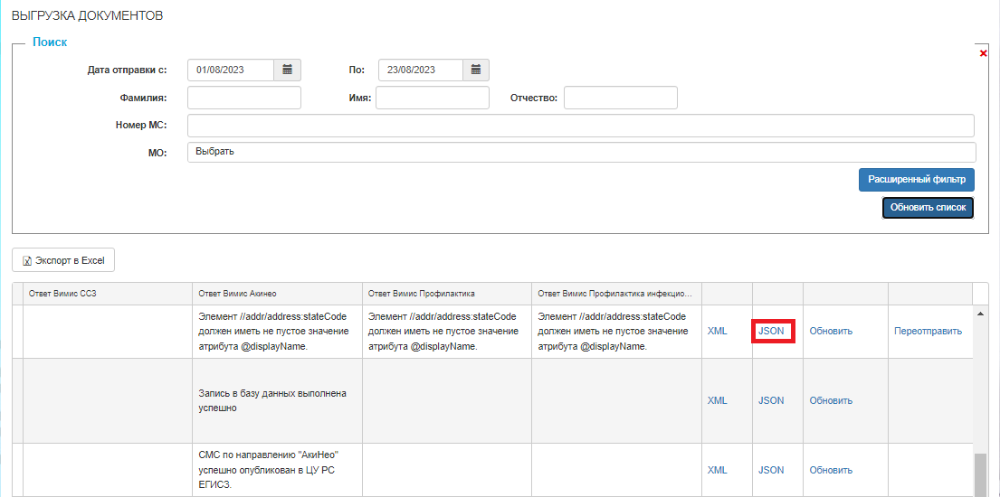 ВЫГРУЗКА ДОКУМЕНТОВ
Поиск
Дата отправки с: 01/08/2023 По: 23/08/2023
Фамилия: Имя: Отчество:
Номер МС:
МО: Выбрать
Расширенный фильтр
Обновить список
Экспорт в Excel
Ответ Вимис ССЗ Ответ Вимис Акинео Ответ Вимис Профилактика Ответ Вимис Профилактика инфекцио...
Элемент //addr/address:stateCode Элемент //addr/address:stateCode Элемент //addr/address:stateCode
должен иметь не пустое значение должен иметь не пустое значение должен иметь не пустое значение XML JSON Обновить Переотправить
атрибута @displayName. атрибута @displayName. атрибута @displayName.
Запись в базу данных выполнена
успешно XML JSON Обновить
СМС по направлению "АкиНео"
успешно опубликован в ЦУ РС XML JSON Обновить
ЕГИСЗ.